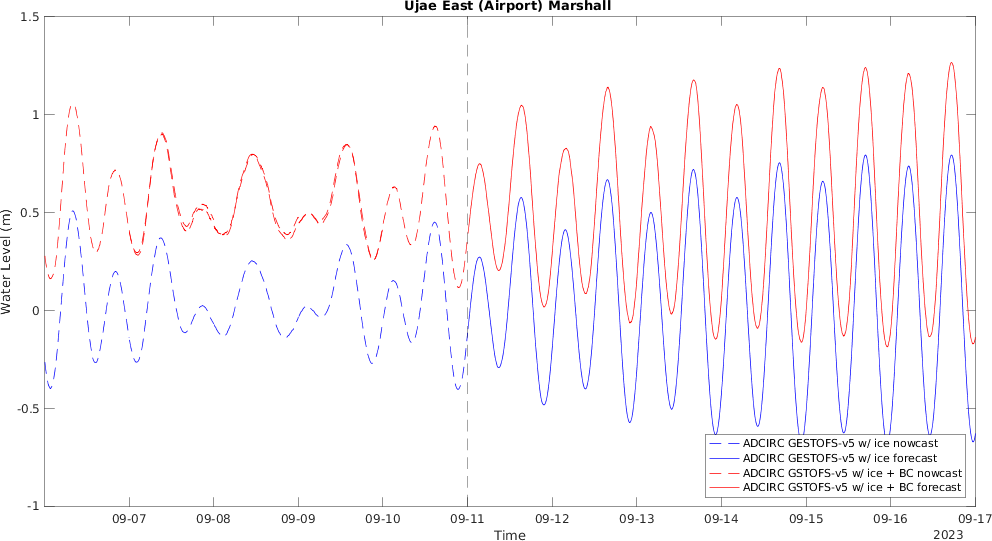 Ujae East (Airport) Marshall
Water Level (m)
1.5
1
0.5
0
-0.5
-1
09-07 09-08 09-09 09-10 09-11 09-12 09-13 09-14 09-15 09-16 09-17
Time
2023
ADCIRC GESTOFS-v5 w/ ice nowcast
ADCIRC GESTOFS-v5 w/ ice forecast
ADCIRC GSTOFS-v5 w/ ice + BC nowcast
ADCIRC GSTOFS-v5 w/ ice + BC forecast